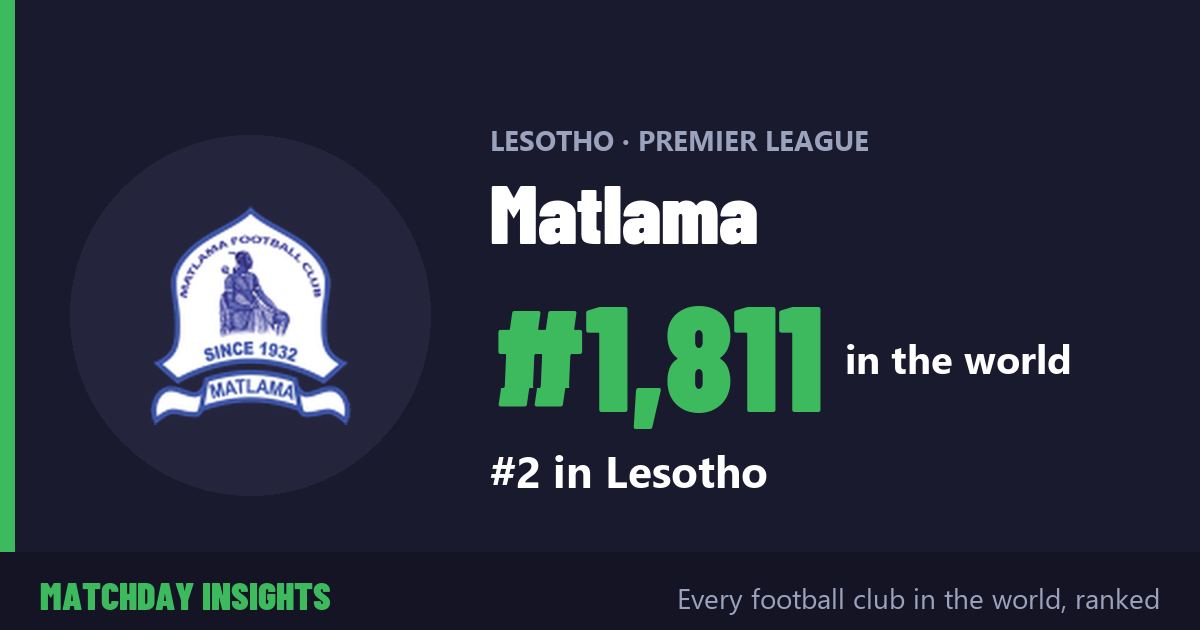 LESOTHO · PREMIER LEAGUE
Matlama
#1,811 in the world
#2 in Lesotho
MATLAMA FOOTBALL CLUB
SINCE 1932
MATLAMA
MATCHDAY INSIGHTS
Every football club in the world, ranked